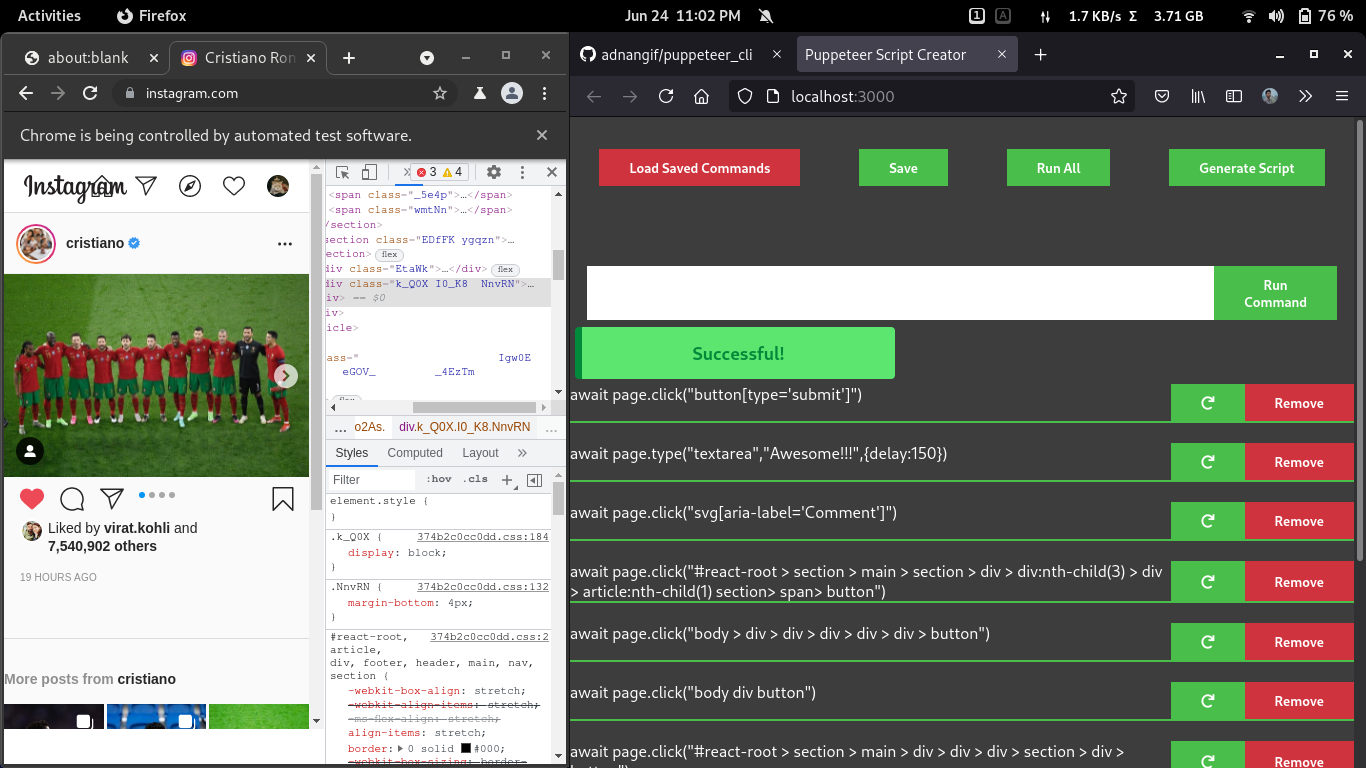 Activities Firefox Jun 24 11:02 PM 1 A 1.7 KB/s Σ 3.71 GB 76 %
about:blank Cristiano Ron
instagram.com
Chrome is being controlled by automated test software.
Instagram
cristiano
Liked by virat.kohli and
7,540,902 others
19 HOURS AGO
More posts from cristiano
3 4
<span class="_5e4p">…</span>
<span class="wmtNn">…</span>
/section>
section class="EDfFK ygqzn">…
ection> flex
div class="EtaWk">…</div> flex
div class="k_Q0X I0_K8 NnvRN">…
iv> == $0
iv>
icle>
ass=" Igw0E
eGOV_ _4EzTm
flex
… o2As. div.k_Q0X.I0_K8.NnvRN …
Styles Computed Layout
Filter :hov .cls
element.style {
}
.k_Q0X { 374b2c0cc0dd.css:184
display: block;
}
.NnvRN { 374b2c0cc0dd.css:132
margin-bottom: 4px;
}
#react-root, 374b2c0cc0dd.css:2
article,
div, footer, header, main, nav,
section {
-webkit-box-align: stretch;
-webkit-align-items: stretch;
-ms-flex-align: stretch;
align-items: stretch;
border: 0 solid #000;
-webkit-box-sizing: border-
adnangif/puppeteer_cli Puppeteer Script Creator
localhost:3000
Load Saved Commands Save Run All Generate Script
Run
Command
Successful!
await page.click("button[type='submit']") Remove
await page.type("textarea","Awesome!!!",{delay:150}) Remove
await page.click("svg[aria-label='Comment']") Remove
await page.click("#react-root > section > main > section > div > div:nth-child(3) > div
> article:nth-child(1) section> span> button") Remove
await page.click("body > div > div > div > div > div > button") Remove
await page.click("body div button") Remove
await page.click("#react-root > section > main > div > div > div > section > div >
button") Remove